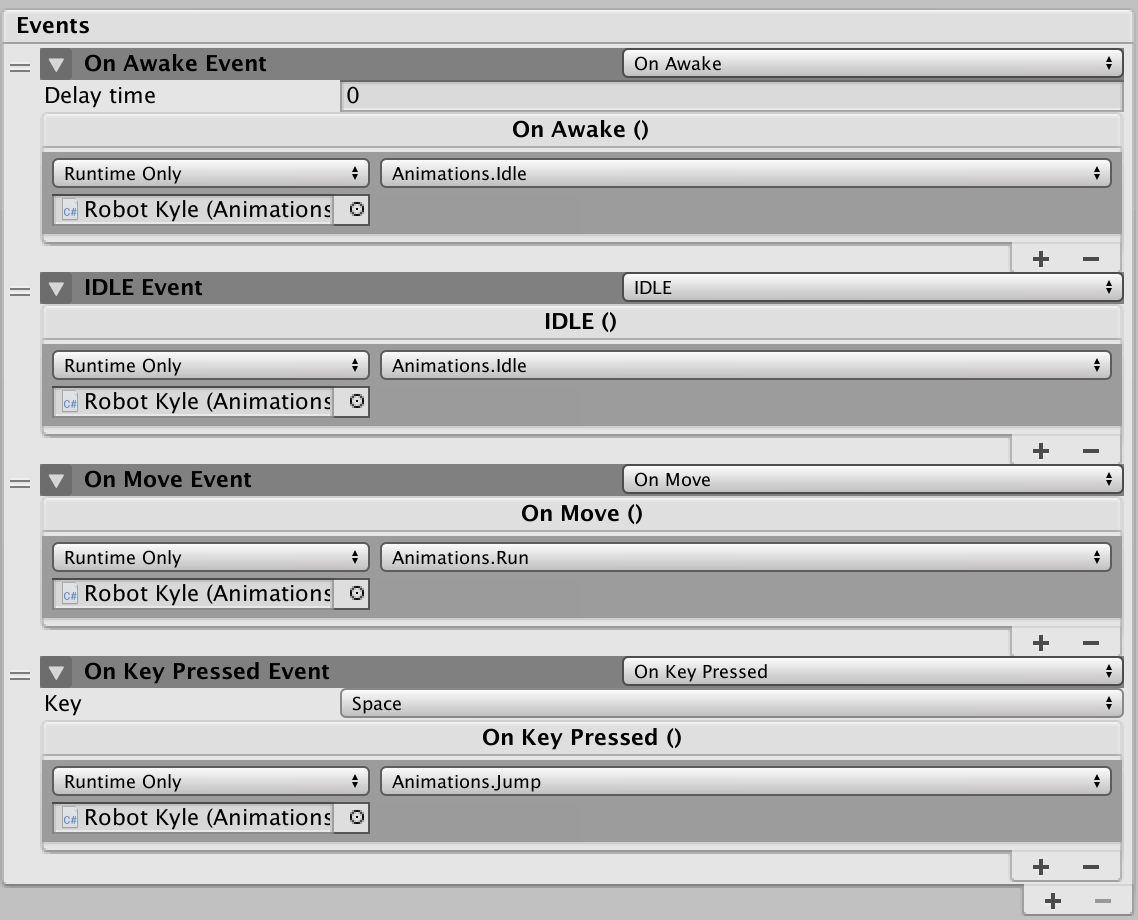 Events
On Awake Event On Awake
Delay time 0
On Awake ()
Runtime Only Animations.Idle
C# Robot Kyle (Animations
IDLE Event IDLE
IDLE ()
Runtime Only Animations.Idle
C# Robot Kyle (Animations
On Move Event On Move
On Move ()
Runtime Only Animations.Run
C# Robot Kyle (Animations
On Key Pressed Event On Key Pressed
Key Space
On Key Pressed ()
Runtime Only Animations.Jump
C# Robot Kyle (Animations